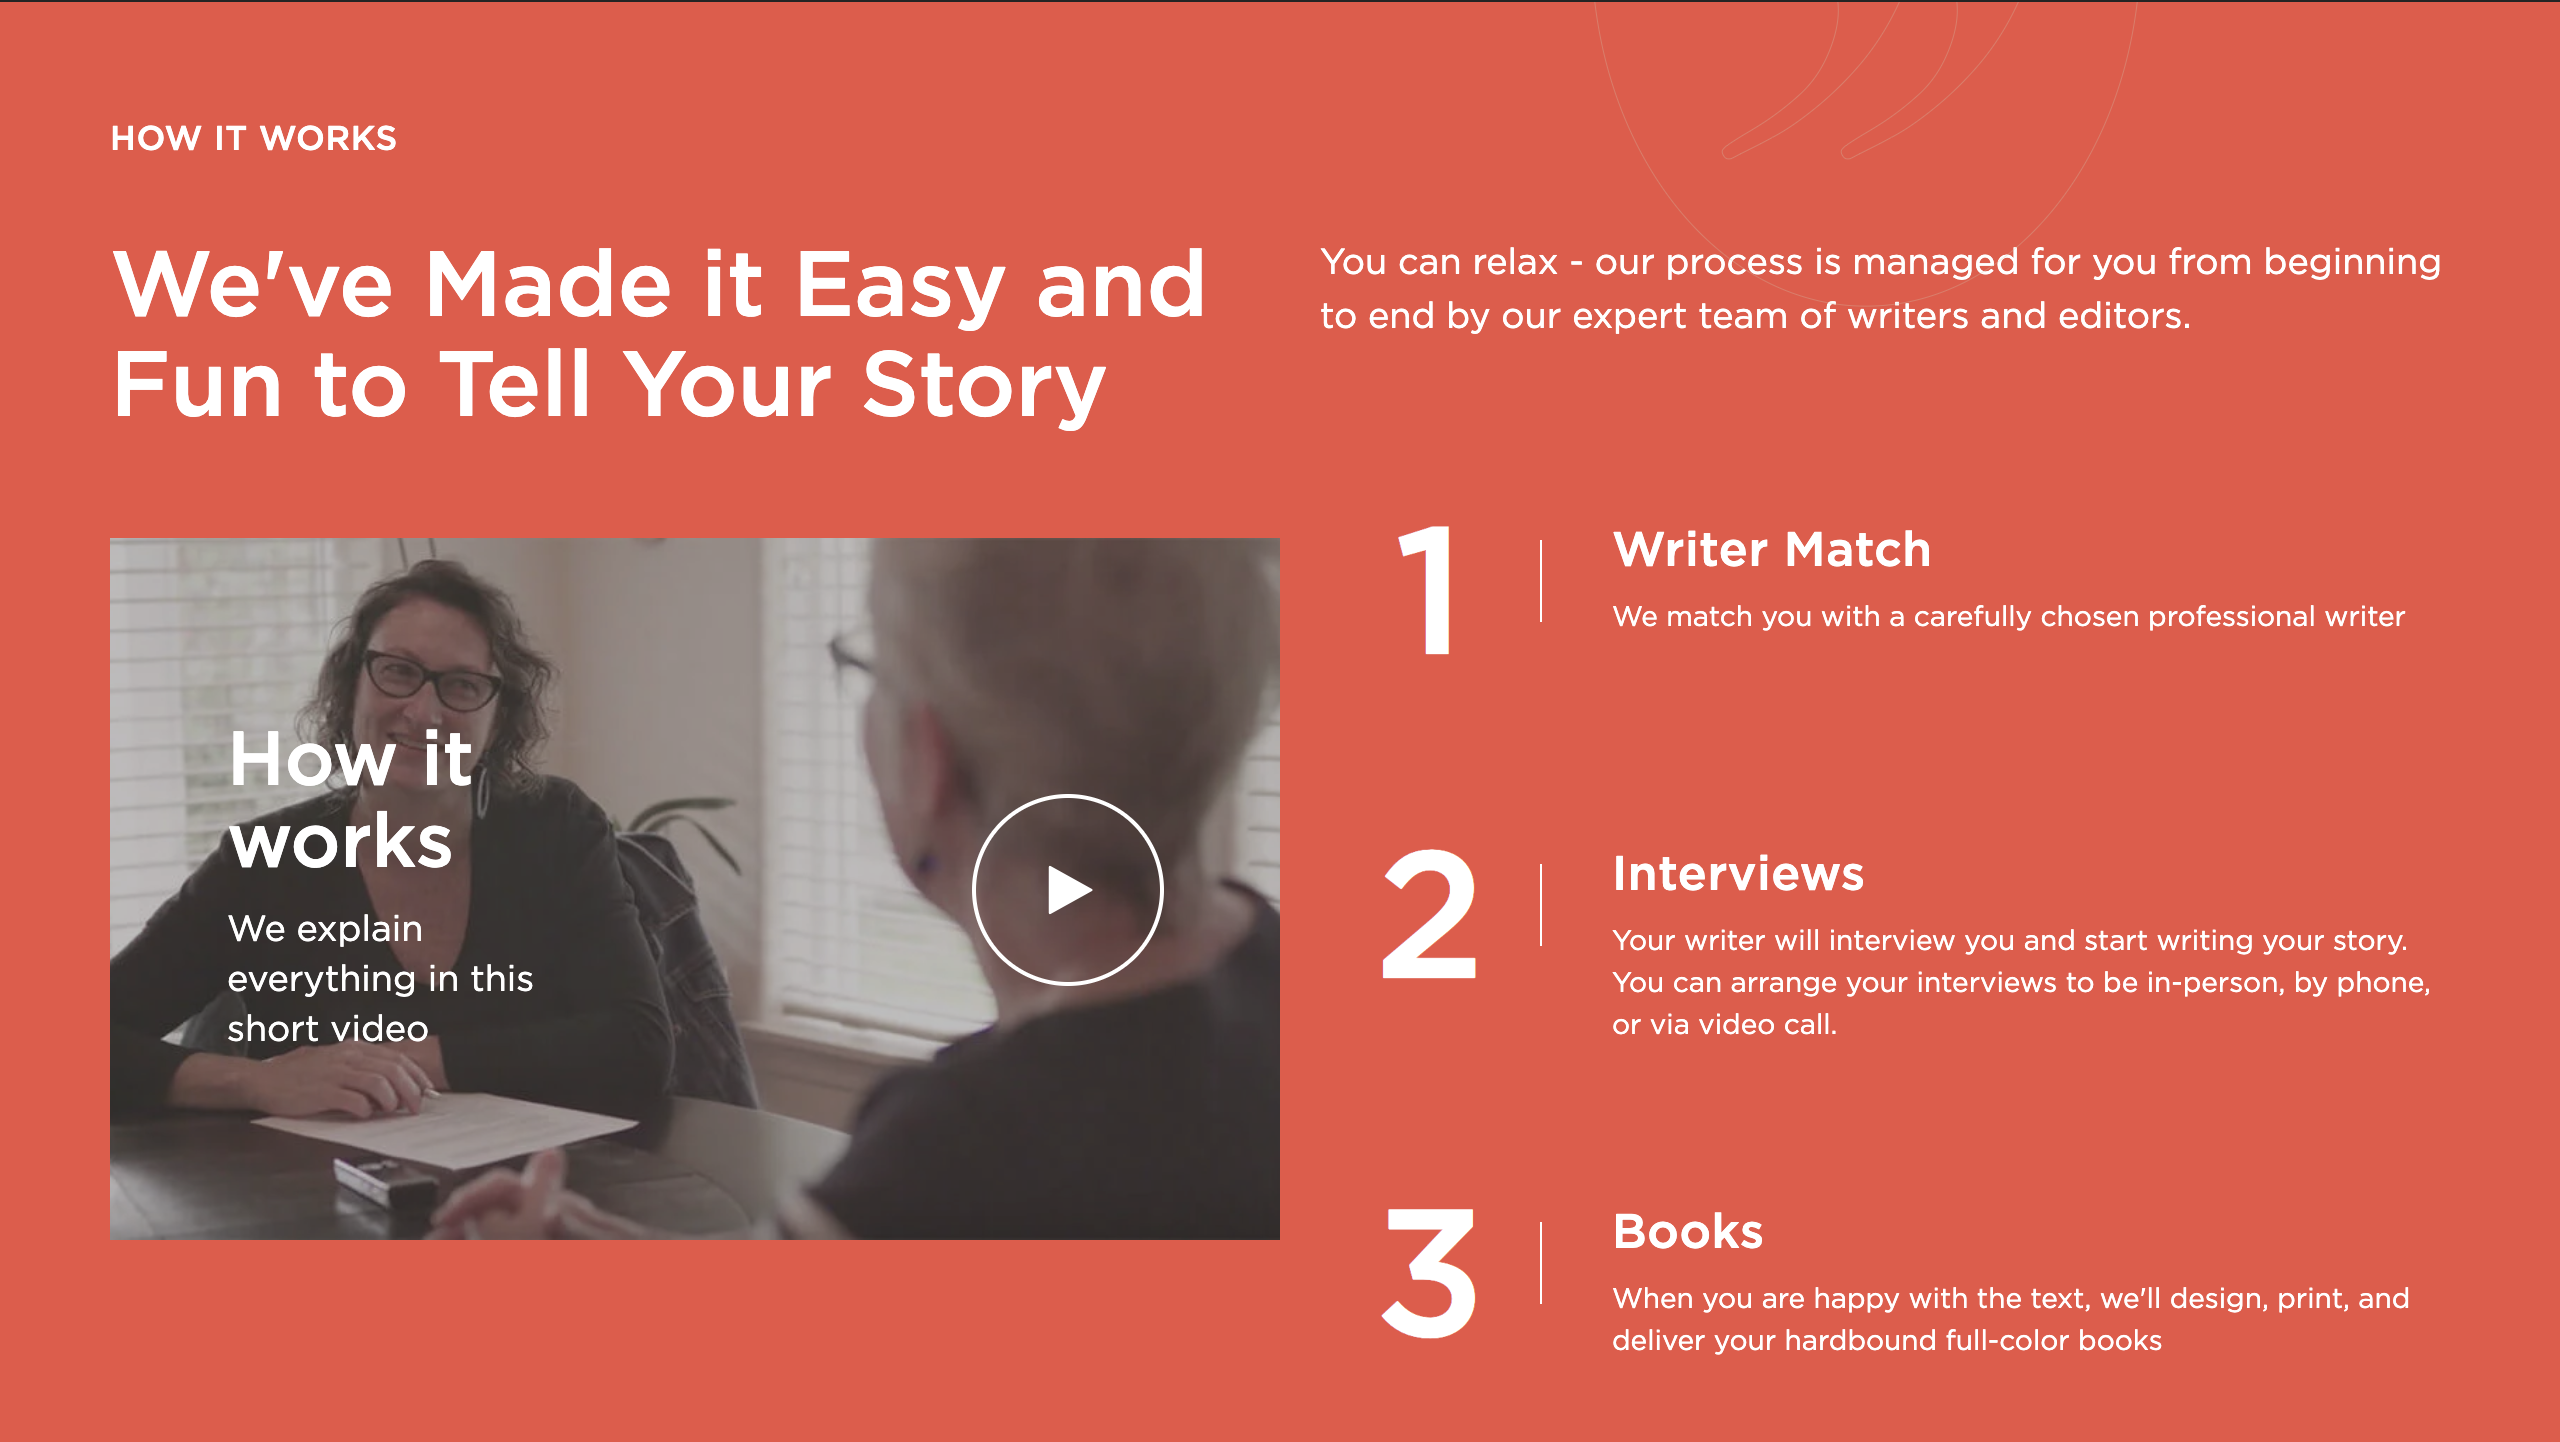 HOW IT WORKS
We've Made it Easy and
Fun to Tell Your Story
You can relax - our process is managed for you from beginning
to end by our expert team of writers and editors.
How it
works
We explain
everything in this
short video
1
Writer Match
We match you with a carefully chosen professional writer
2
Interviews
Your writer will interview you and start writing your story.
You can arrange your interviews to be in-person, by phone,
or via video call.
3
Books
When you are happy with the text, we'll design, print, and
deliver your hardbound full-color books